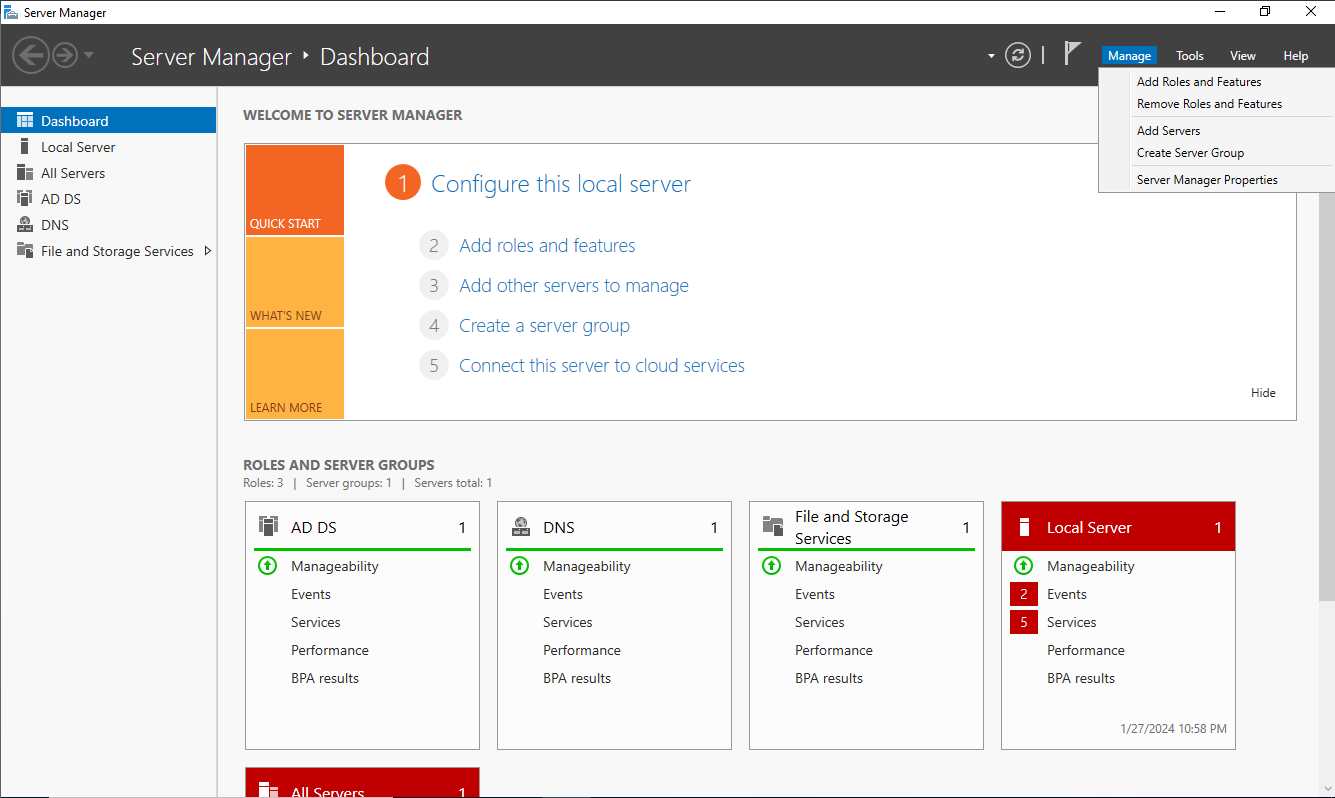 Server Manager
Server Manager ‣ Dashboard
Manage Tools View Help
Add Roles and Features
Remove Roles and Features
Add Servers
Create Server Group
Server Manager Properties
Dashboard
Local Server
All Servers
AD DS
DNS
File and Storage Services
WELCOME TO SERVER MANAGER
QUICK START
WHAT'S NEW
LEARN MORE
1 Configure this local server
2 Add roles and features
3 Add other servers to manage
4 Create a server group
5 Connect this server to cloud services
Hide
ROLES AND SERVER GROUPS
Roles: 3 | Server groups: 1 | Servers total: 1
AD DS 1
Manageability
Events
Services
Performance
BPA results
DNS 1
Manageability
Events
Services
Performance
BPA results
File and Storage
Services 1
Manageability
Events
Services
Performance
BPA results
Local Server 1
Manageability
2 Events
5 Services
Performance
BPA results
1/27/2024 10:58 PM
All Servers 1